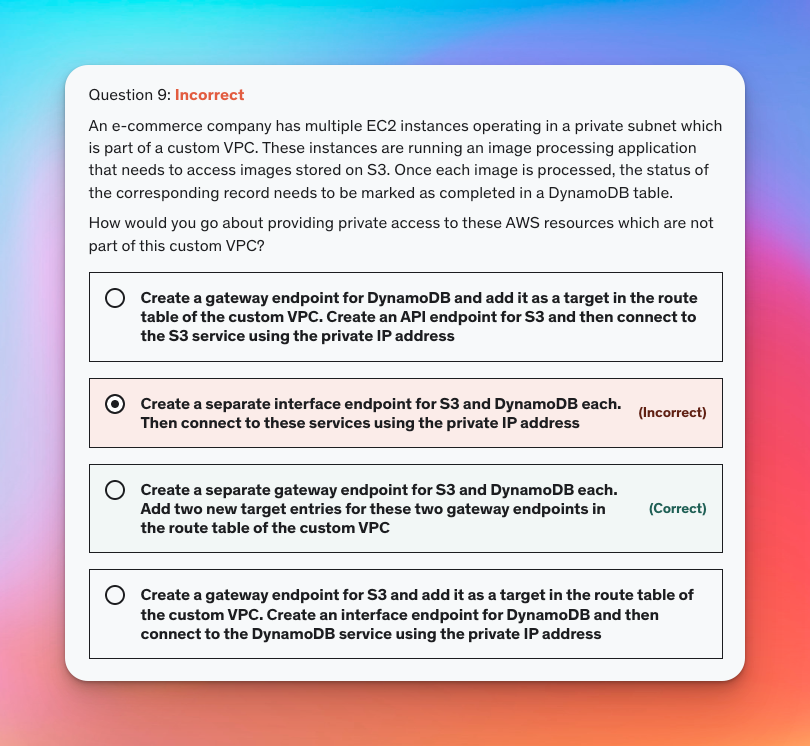 Question 9: Incorrect
An e-commerce company has multiple EC2 instances operating in a private subnet which
is part of a custom VPC. These instances are running an image processing application
that needs to access images stored on S3. Once each image is processed, the status of
the corresponding record needs to be marked as completed in a DynamoDB table.
How would you go about providing private access to these AWS resources which are not
part of this custom VPC?
Create a gateway endpoint for DynamoDB and add it as a target in the route
table of the custom VPC. Create an API endpoint for S3 and then connect to
the S3 service using the private IP address
Create a separate interface endpoint for S3 and DynamoDB each.
Then connect to these services using the private IP address
(Incorrect)
Create a separate gateway endpoint for S3 and DynamoDB each.
Add two new target entries for these two gateway endpoints in
the route table of the custom VPC
(Correct)
Create a gateway endpoint for S3 and add it as a target in the route table of
the custom VPC. Create an interface endpoint for DynamoDB and then
connect to the DynamoDB service using the private IP address